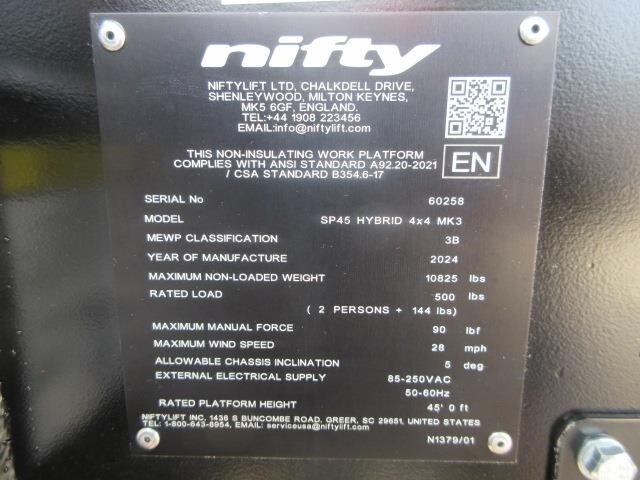 nifty
NIFTYLIFT LTD, CHALKDELL DRIVE,
SHENLEYWOOD, MILTON KEYNES,
MK5 6GF, ENGLAND.
TEL:+44 1908 223456
EMAIL:info@niftylift.com
THIS NON-INSULATING WORK PLATFORM
COMPLIES WITH ANSI STANDARD A92.20-2021
/ CSA STANDARD B354.6-17
EN
SERIAL No 60258
MODEL SP45 HYBRID 4x4 MK3
MEWP CLASSIFICATION 3B
YEAR OF MANUFACTURE 2024
MAXIMUM NON-LOADED WEIGHT 10825 lbs
RATED LOAD 500 lbs
( 2 PERSONS + 144 lbs)
MAXIMUM MANUAL FORCE 90 lbf
MAXIMUM WIND SPEED 28 mph
ALLOWABLE CHASSIS INCLINATION 5 deg
EXTERNAL ELECTRICAL SUPPLY 85-250VAC
50-60Hz
RATED PLATFORM HEIGHT 45' 0 ft
NIFTYLIFT INC, 1436 S BUNCOMBE ROAD, GREER, SC 29651, UNITED STATES
TEL: 1-800-643-8954, EMAIL: serviceusa@niftylift.com
N1379/01